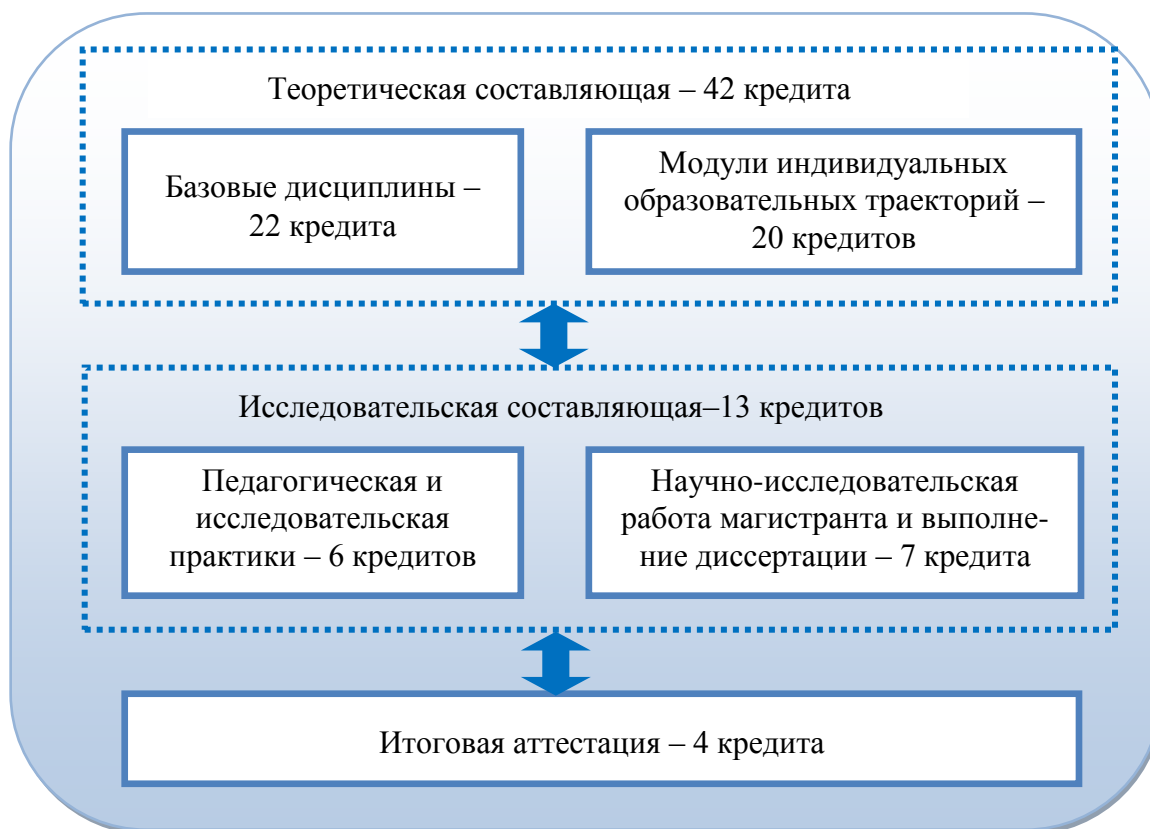 Теоретическая составляющая – 42 кредита
Базовые дисциплины –
22 кредита
Модули индивидуальных
образовательных траекторий –
20 кредитов
Исследовательская составляющая–13 кредитов
Педагогическая и
исследовательская
практики – 6 кредитов
Научно-исследовательская
работа магистранта и выполне-
ние диссертации – 7 кредита
Итоговая аттестация – 4 кредита